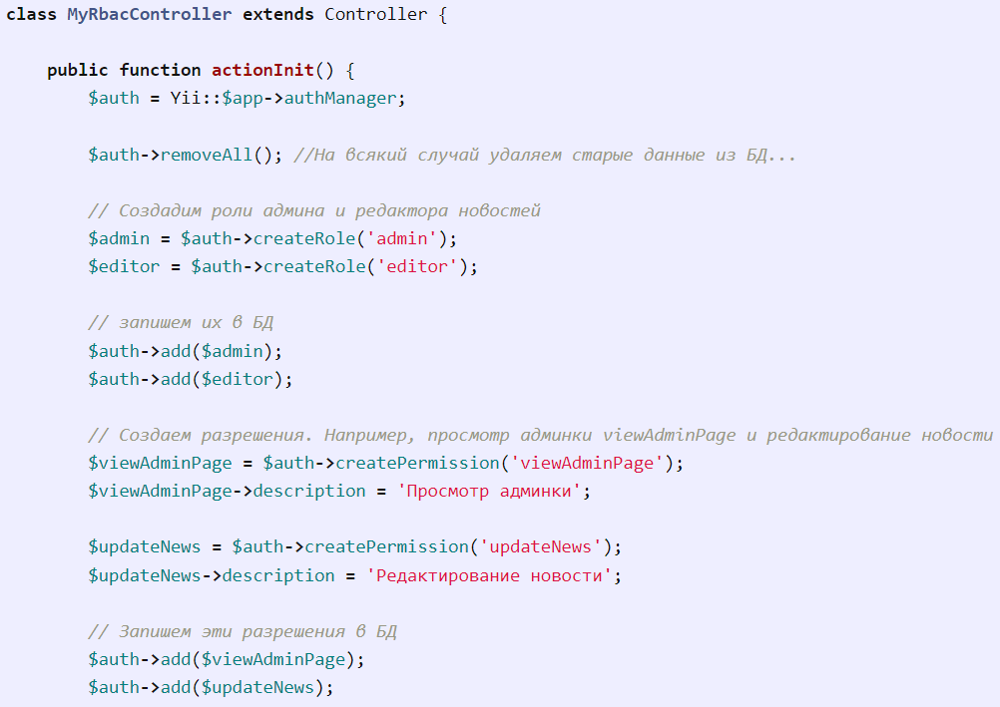 class MyRbacController extends Controller {
public function actionInit() {
$auth = Yii::$app->authManager;
$auth->removeAll(); //На всякий случай удаляем старые данные из БД...
// Создадим роли админа и редактора новостей
$admin = $auth->createRole('admin');
$editor = $auth->createRole('editor');
// запишем их в БД
$auth->add($admin);
$auth->add($editor);
// Создаем разрешения. Например, просмотр админки viewAdminPage и редактирование новости
$viewAdminPage = $auth->createPermission('viewAdminPage');
$viewAdminPage->description = 'Просмотр админки';
$updateNews = $auth->createPermission('updateNews');
$updateNews->description = 'Редактирование новости';
// Запишем эти разрешения в БД
$auth->add($viewAdminPage);
$auth->add($updateNews);